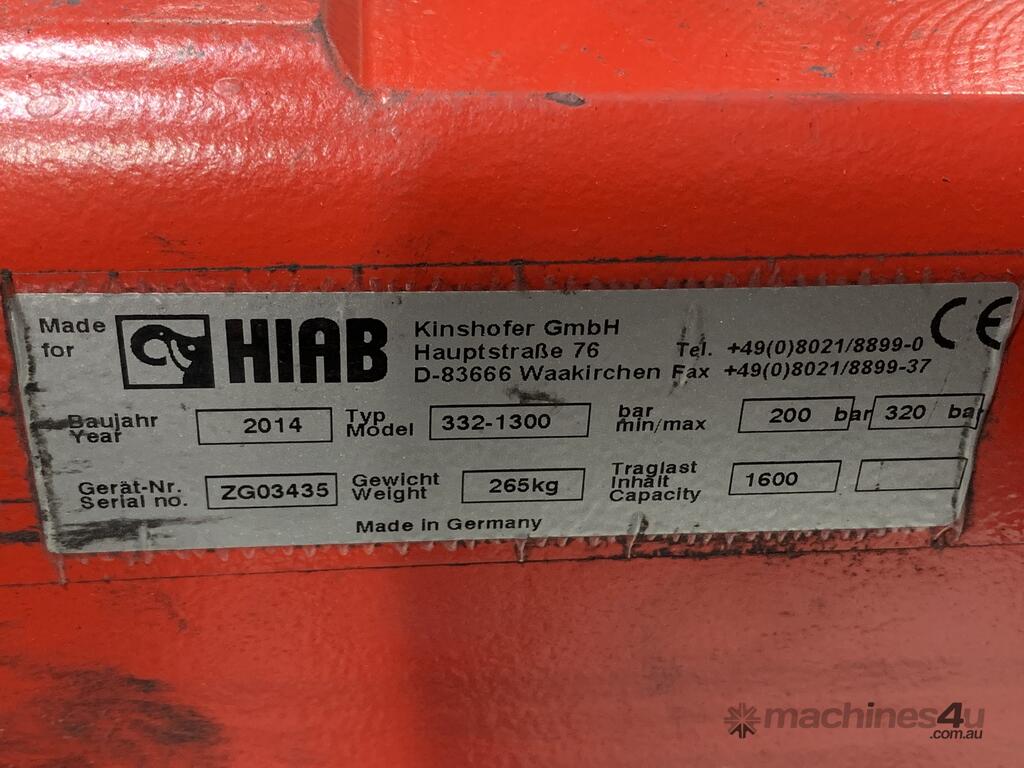 Made for HIAB
Kinshofer GmbH
Hauptstraße 76 Tel. +49(0)8021/8899-0
D-83666 Waakirchen Fax +49(0)8021/8899-37
CE
Baujahr Year 2014 Typ Model 332-1300 bar min/max 200 bar 320 bar
Gerät-Nr. Serial no. ZG03435 Gewicht Weight 265kg Traglast Inhalt Capacity 1600
Made in Germany
machines4u
.com.au